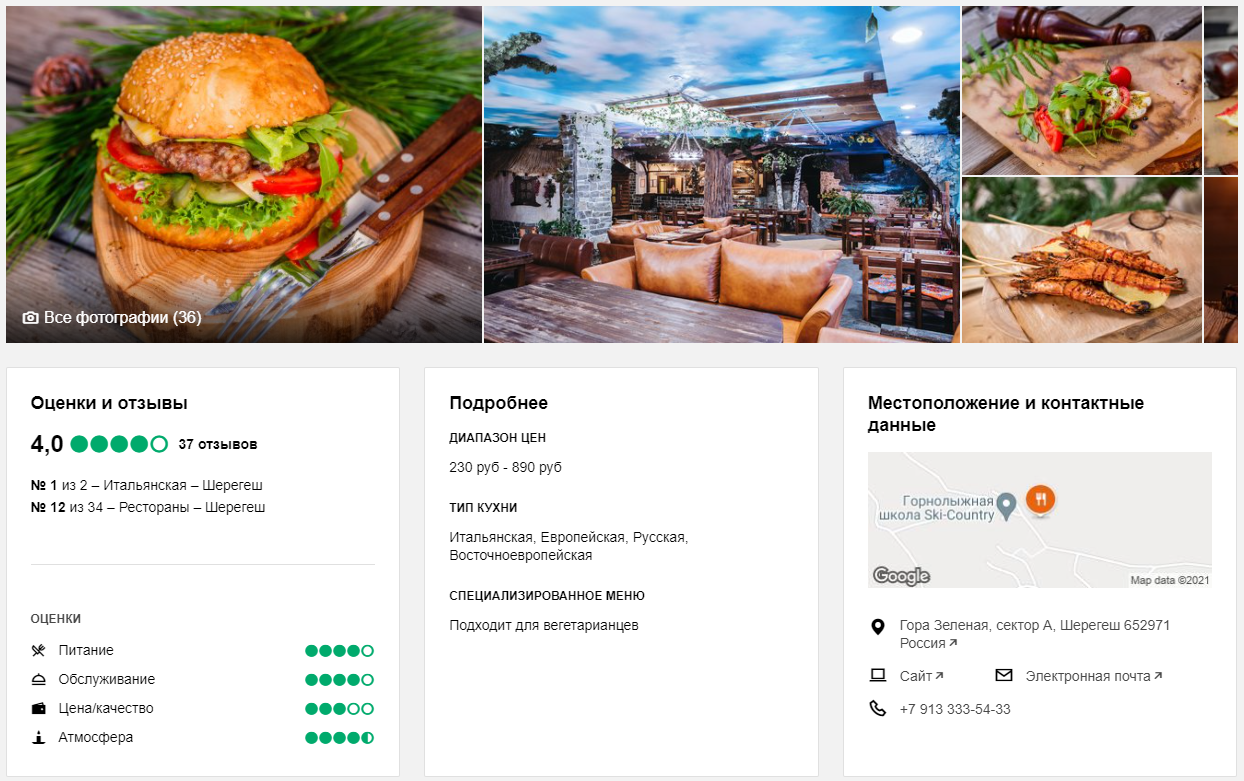 Все фотографии (36)
Оценки и отзывы
4,0 37 отзывов
№ 1 из 2 – Итальянская – Шерегеш
№ 12 из 34 – Рестораны – Шерегеш
ОЦЕНКИ
Питание
Обслуживание
Цена/качество
Атмосфера
Подробнее
ДИАПАЗОН ЦЕН
230 руб - 890 руб
ТИП КУХНИ
Итальянская, Европейская, Русская,
Восточноевропейская
СПЕЦИАЛИЗИРОВАННОЕ МЕНЮ
Подходит для вегетарианцев
Местоположение и контактные
данные
Горнолыжная
школа Ski-Country
Google
Map data ©2021
Гора Зеленая, сектор А, Шерегеш 652971
Россия
Сайт Электронная почта
+7 913 333-54-33